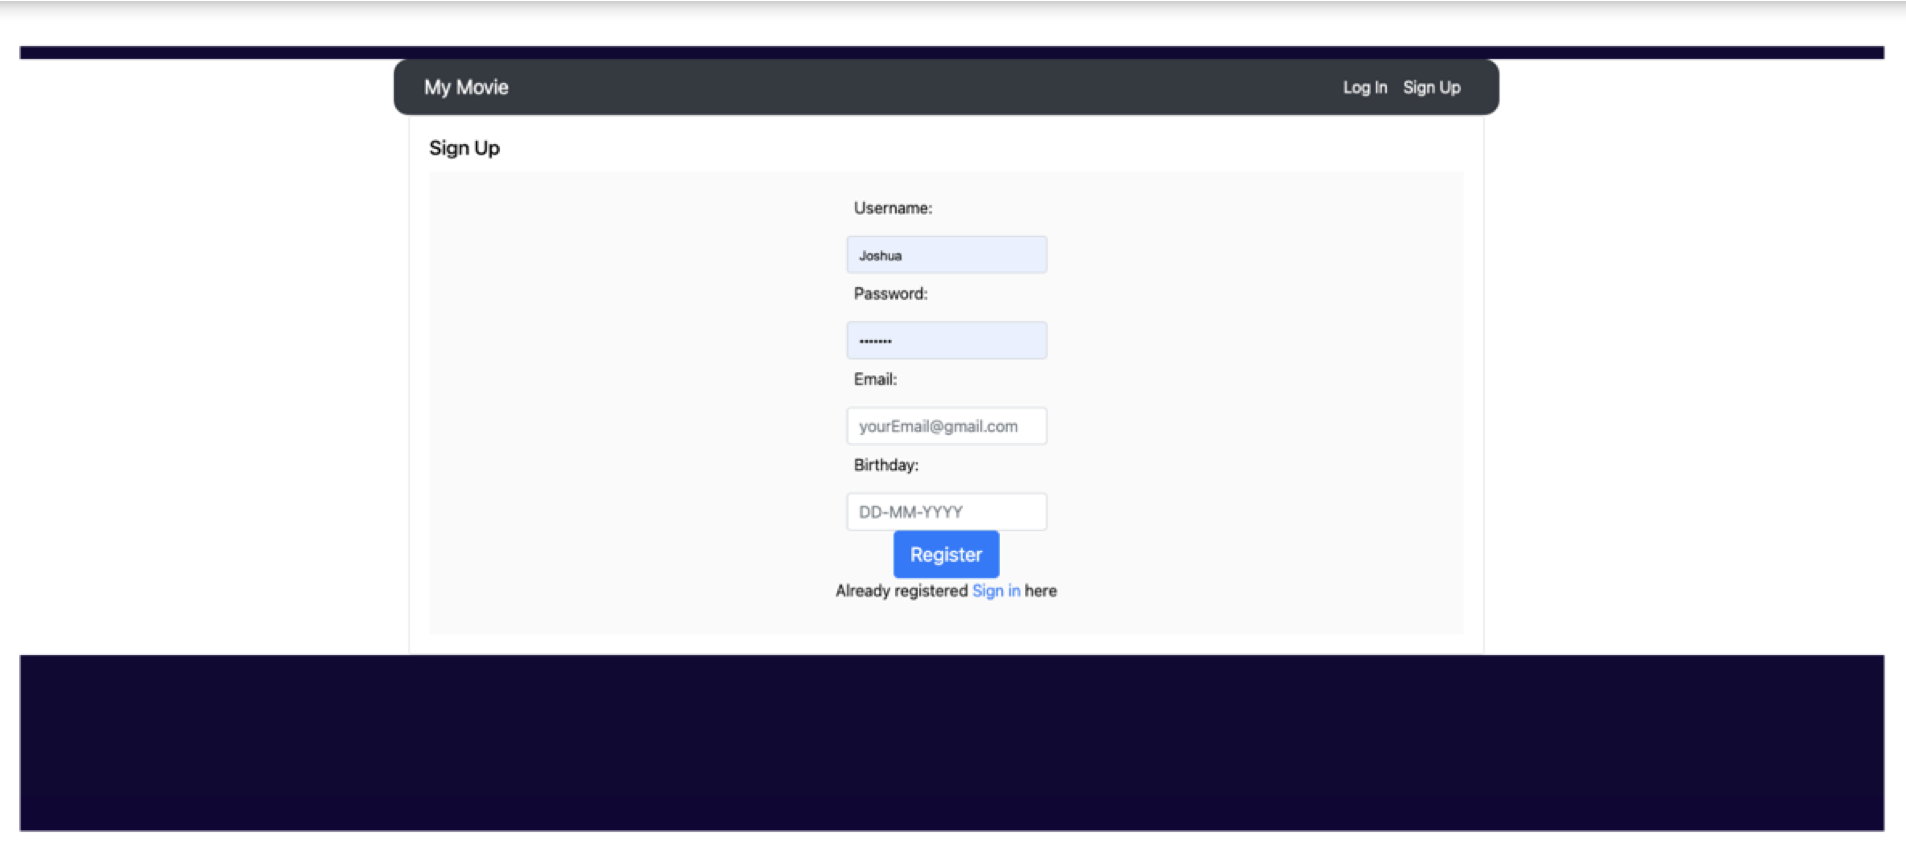 My Movie Log In Sign Up
Sign Up
Username:
Joshua
Password:
•••••••
Email:
yourEmail@gmail.com
Birthday:
DD-MM-YYYY
Register
Already registered Sign in here